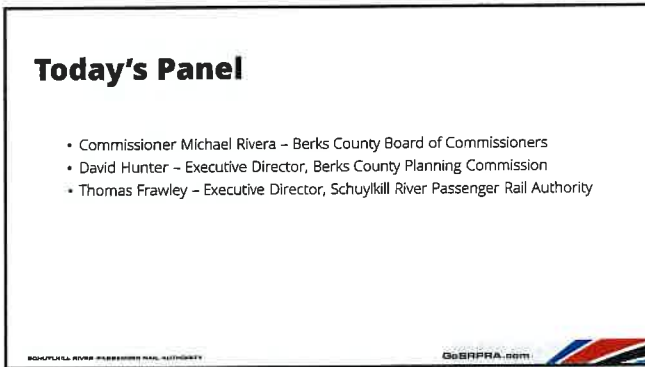 Today's Panel
• Commissioner Michael Rivera – Berks County Board of Commissioners
• David Hunter – Executive Director, Berks County Planning Commission
• Thomas Frawley – Executive Director, Schuylkill River Passenger Rail Authority
SCHUYLKILL RIVER PASSENGER RAIL AUTHORITY
GoSRPRA.com